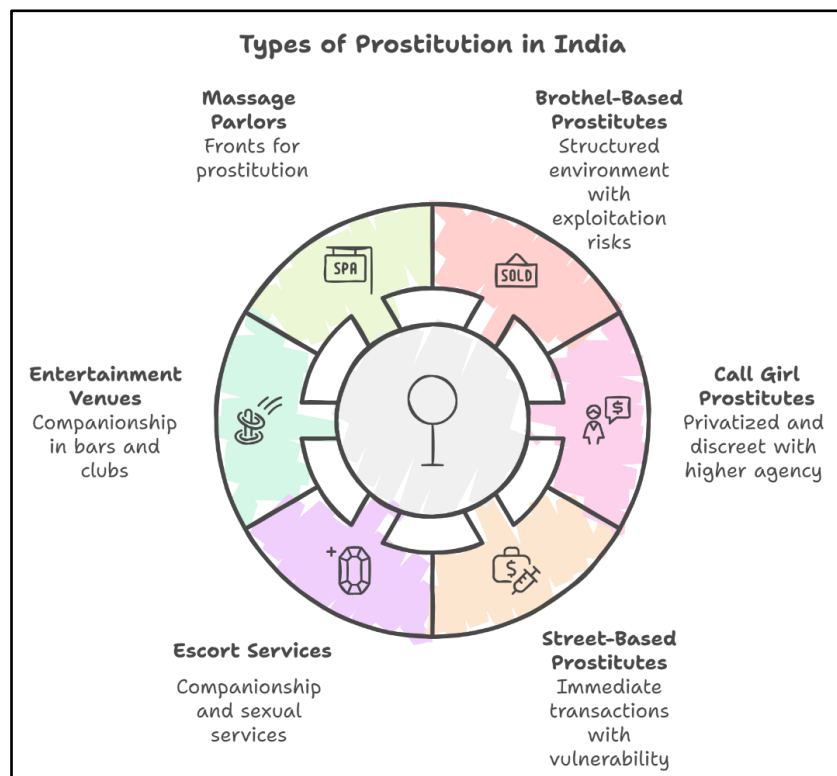 Types of Prostitution in India
Massage
Parlors
Fronts for
prostitution
Brothel-Based
Prostitutes
Structured
environment
with
exploitation
risks
SPA
SOLD
Entertainment
Venues
Companionship
in bars and
clubs
Call Girl
Prostitutes
Privatized and
discreet with
higher agency
$
$
Escort Services
Companionship
and sexual
services
Street-Based
Prostitutes
Immediate
transactions
with
vulnerability